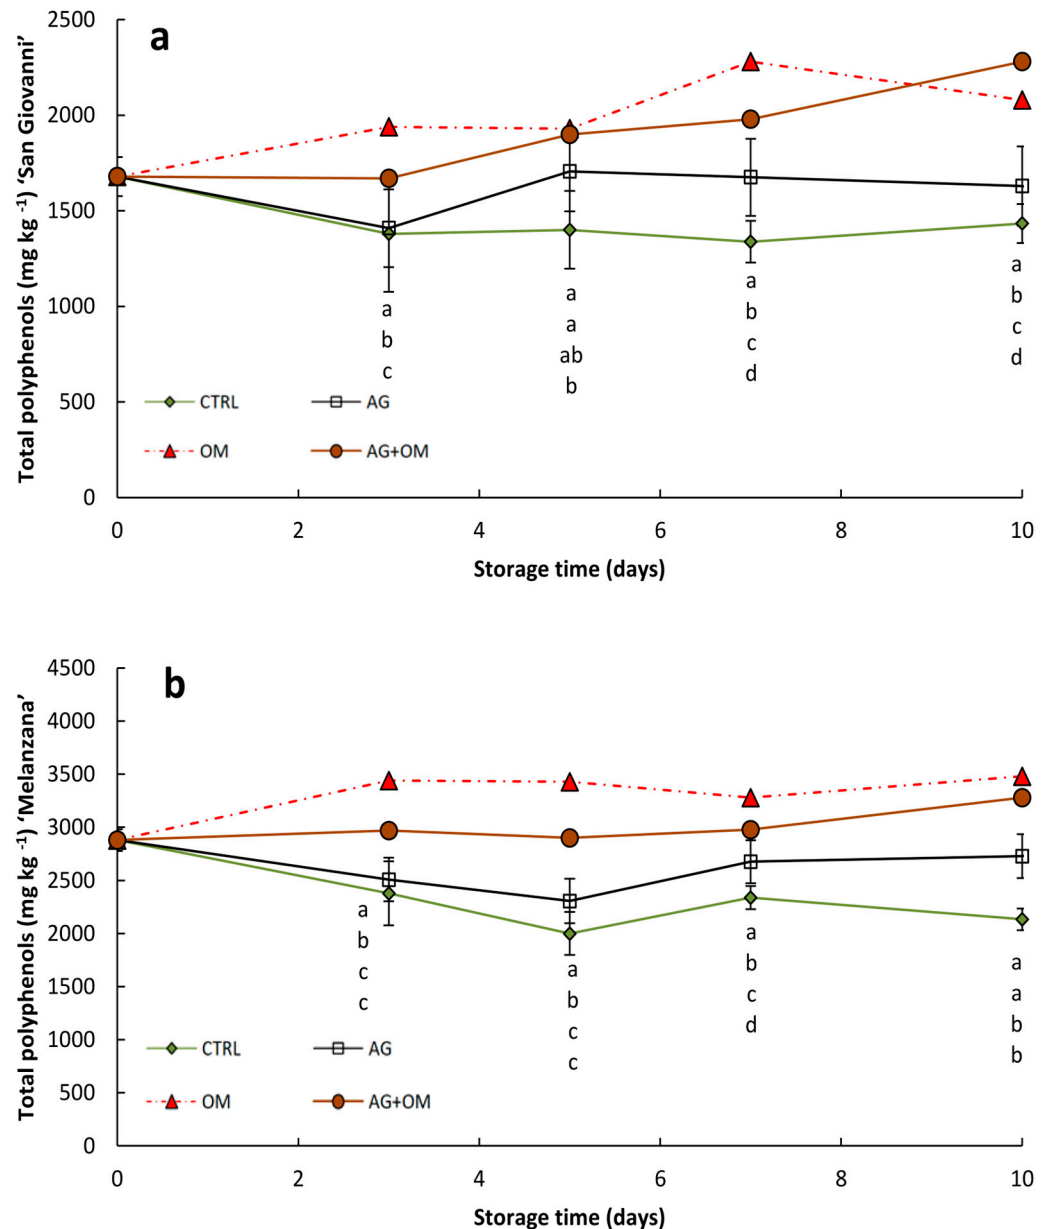 a
Total polyphenols (mg kg -1) ‘San Giovanni’
2500
2000
1500
1000
500
0
a
b
c
a
a
ab
b
a
b
c
d
a
b
c
d
CTRL
AG
OM
AG+OM
0 2 4 6 8 10
Storage time (days)
b
Total polyphenols (mg kg -1) ‘Melanzana’
4500
4000
3500
3000
2500
2000
1500
1000
500
0
a
b
c
c
a
b
c
c
a
b
c
d
a
a
b
b
CTRL
AG
OM
AG+OM
0 2 4 6 8 10
Storage time (days)